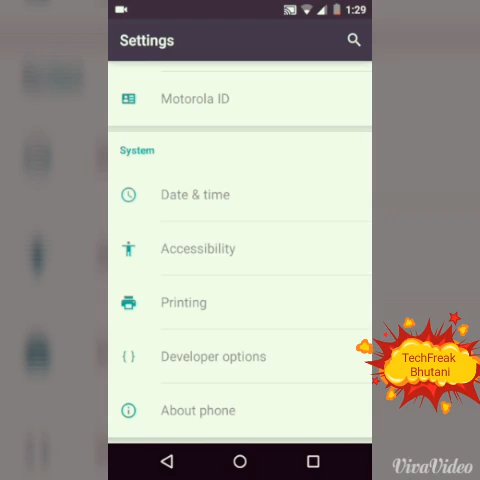 1:29
Settings
Motorola ID
System
Date & time
Accessibility
Printing
{ } Developer options
About phone
TechFreak
Bhutani
VivaVideo